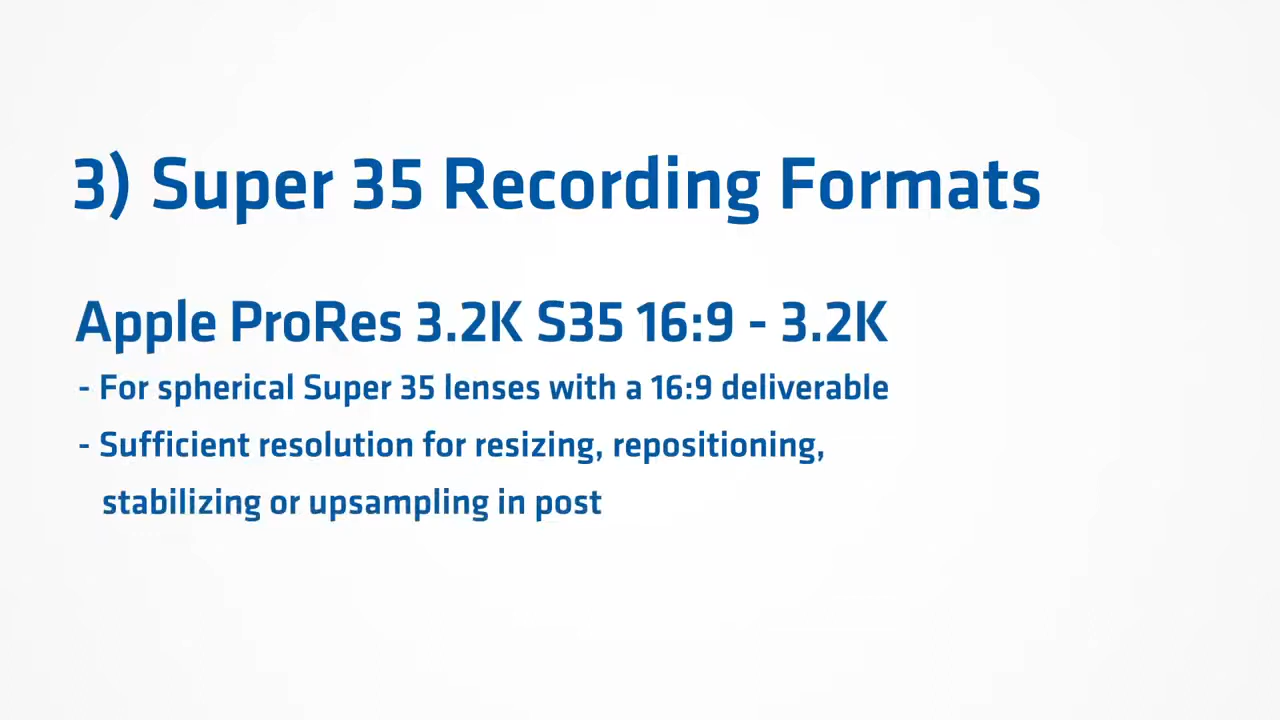 3) Super 35 Recording Formats
Apple ProRes 3.2K S35 16:9 - 3.2K
- For spherical Super 35 lenses with a 16:9 deliverable
- Sufficient resolution for resizing, repositioning,
stabilizing or upsampling in post